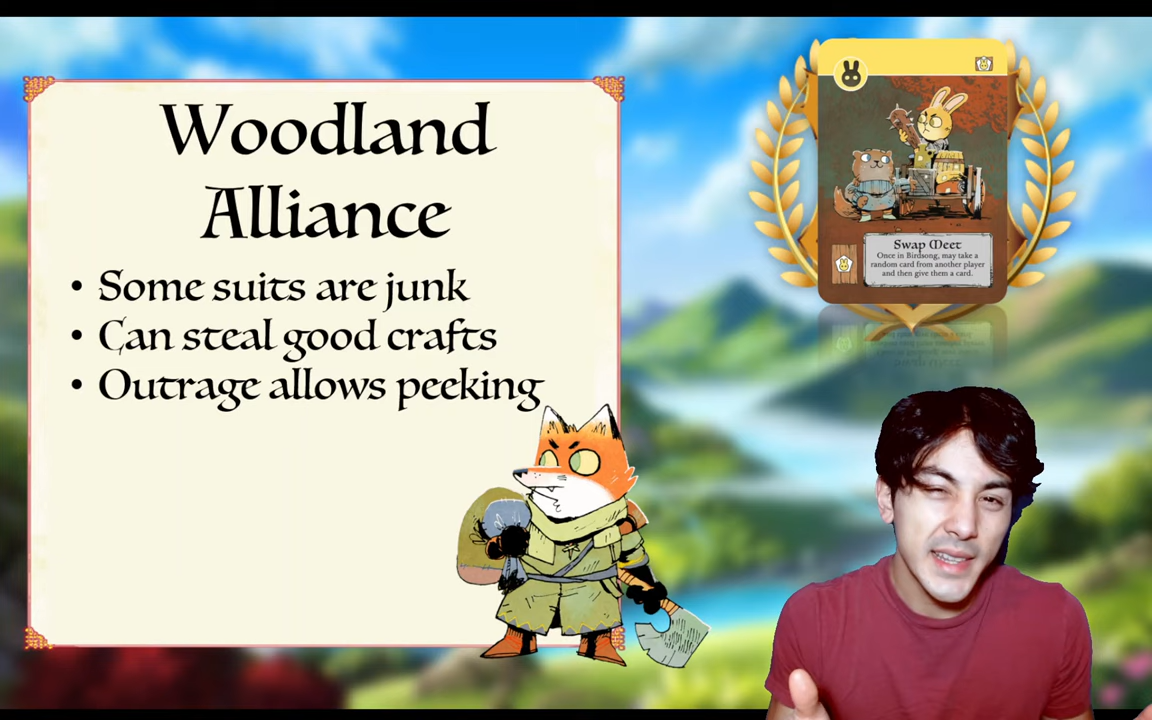 Woodland
Alliance
• Some suits are junk
• Can steal good crafts
• Outrage allows peeking
Swap Meet
Once in Birdsong, may take a
random card from another player
and then give them a card.